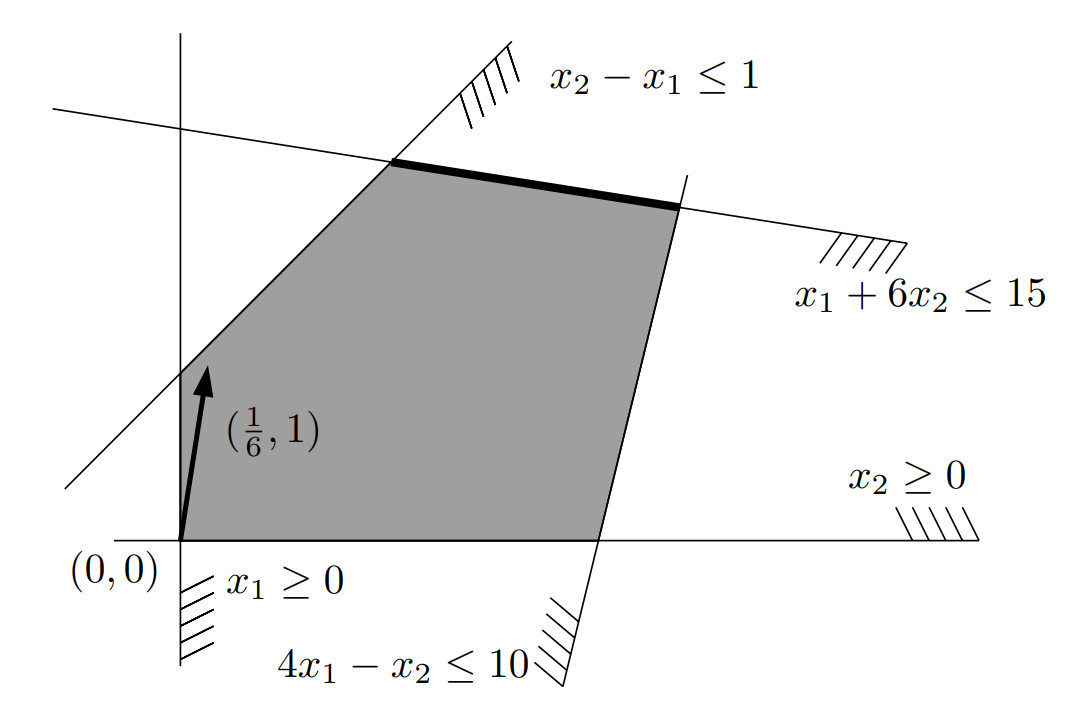 x₂ − x₁ ≤ 1
x₁ + 6x₂ ≤ 15
(1/6, 1)
x₂ ≥ 0
(0, 0)
x₁ ≥ 0
4x₁ − x₂ ≤ 10